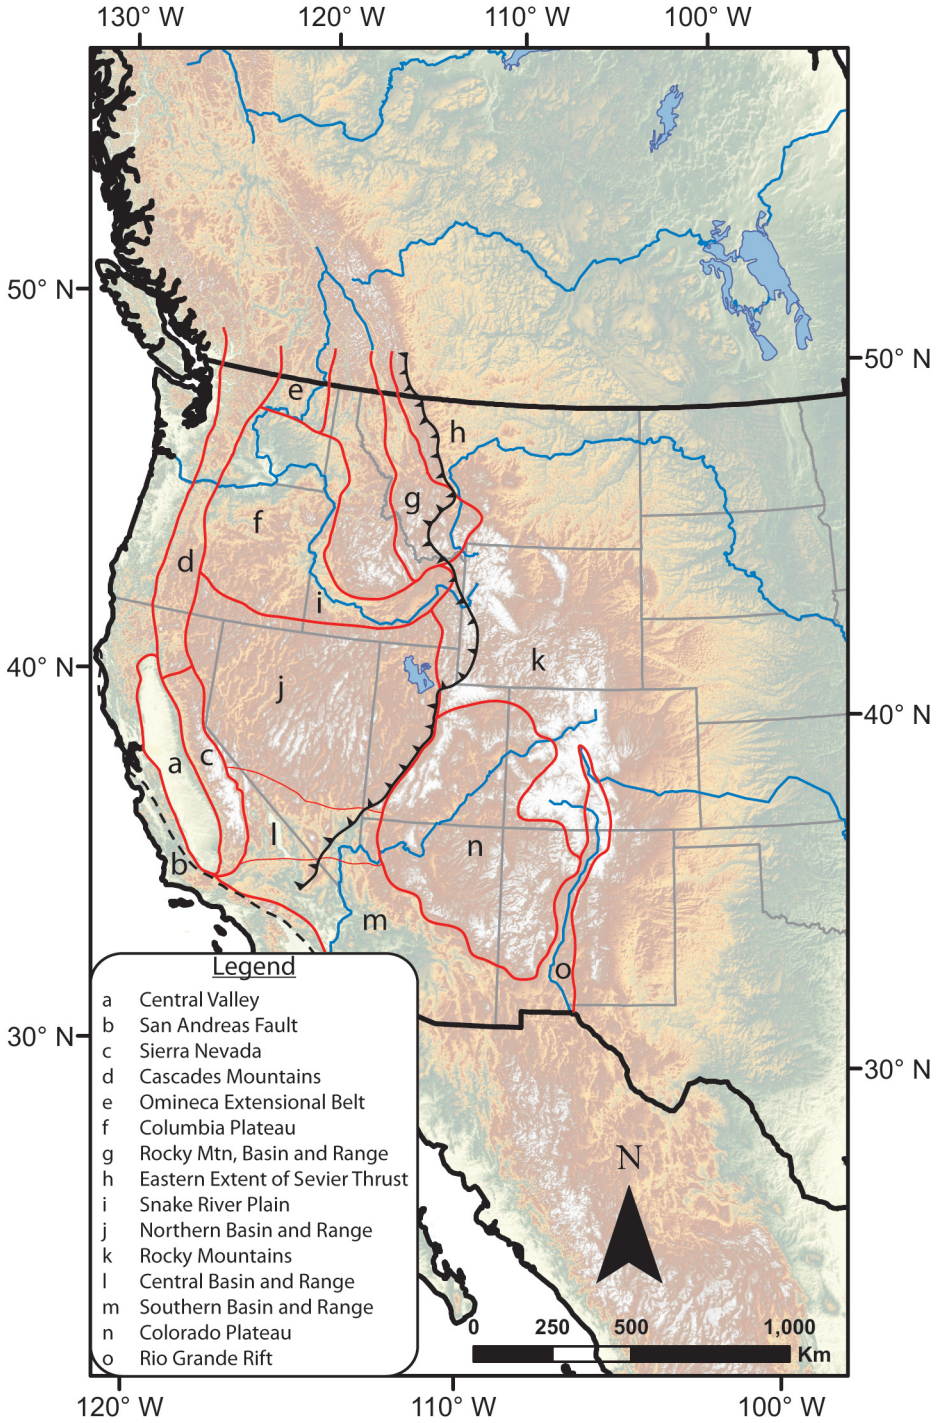 130° W 120° W 110° W 100° W
50° N
50° N
40° N
40° N
30° N
30° N
e
h
g
f
d
i
k
j
c
a
l
n
b
m
o
Legend
a Central Valley
b San Andreas Fault
c Sierra Nevada
d Cascades Mountains
e Omineca Extensional Belt
f Columbia Plateau
g Rocky Mtn, Basin and Range
h Eastern Extent of Sevier Thrust
i Snake River Plain
j Northern Basin and Range
k Rocky Mountains
l Central Basin and Range
m Southern Basin and Range
n Colorado Plateau
o Rio Grande Rift
N
0 250 500 1,000
Km
120° W 110° W 100° W